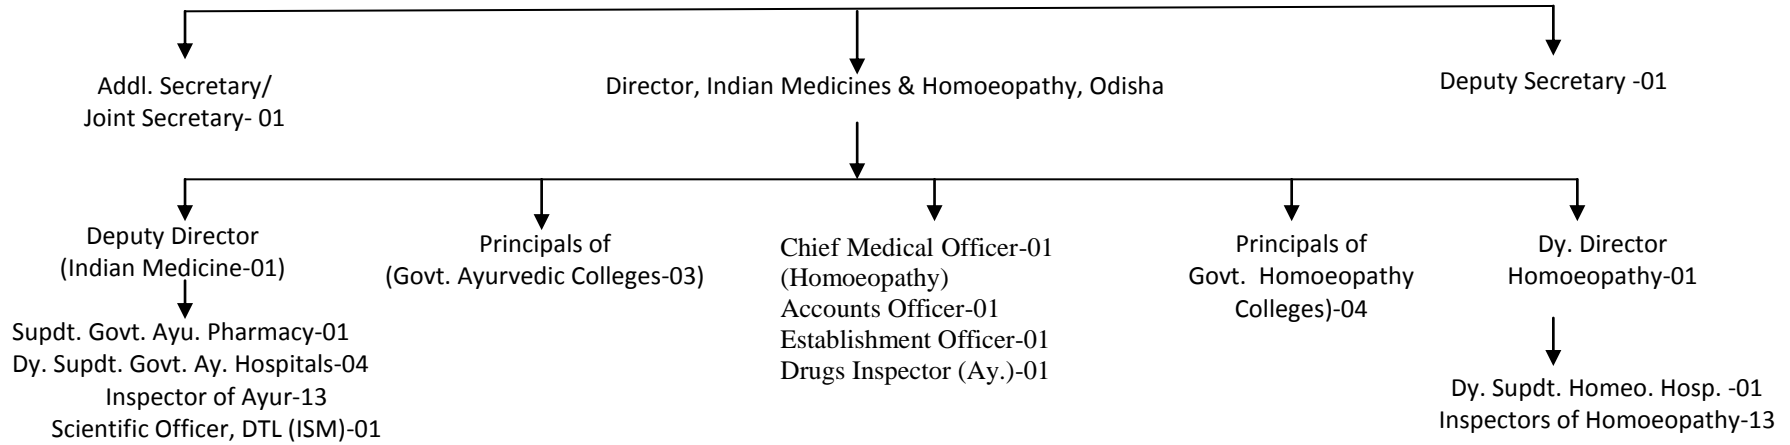 Addl. Secretary/
Joint Secretary- 01
Director, Indian Medicines & Homoeopathy, Odisha
Deputy Secretary -01
Deputy Director
(Indian Medicine-01)
Supdt. Govt. Ayu. Pharmacy-01
Dy. Supdt. Govt. Ay. Hospitals-04
Inspector of Ayur-13
Scientific Officer, DTL (ISM)-01
Principals of
(Govt. Ayurvedic Colleges-03)
Chief Medical Officer-01
(Homoeopathy)
Accounts Officer-01
Establishment Officer-01
Drugs Inspector (Ay.)-01
Principals of
Govt. Homoeopathy
Colleges)-04
Dy. Director
Homoeopathy-01
Dy. Supdt. Homeo. Hosp. -01
Inspectors of Homoeopathy-13